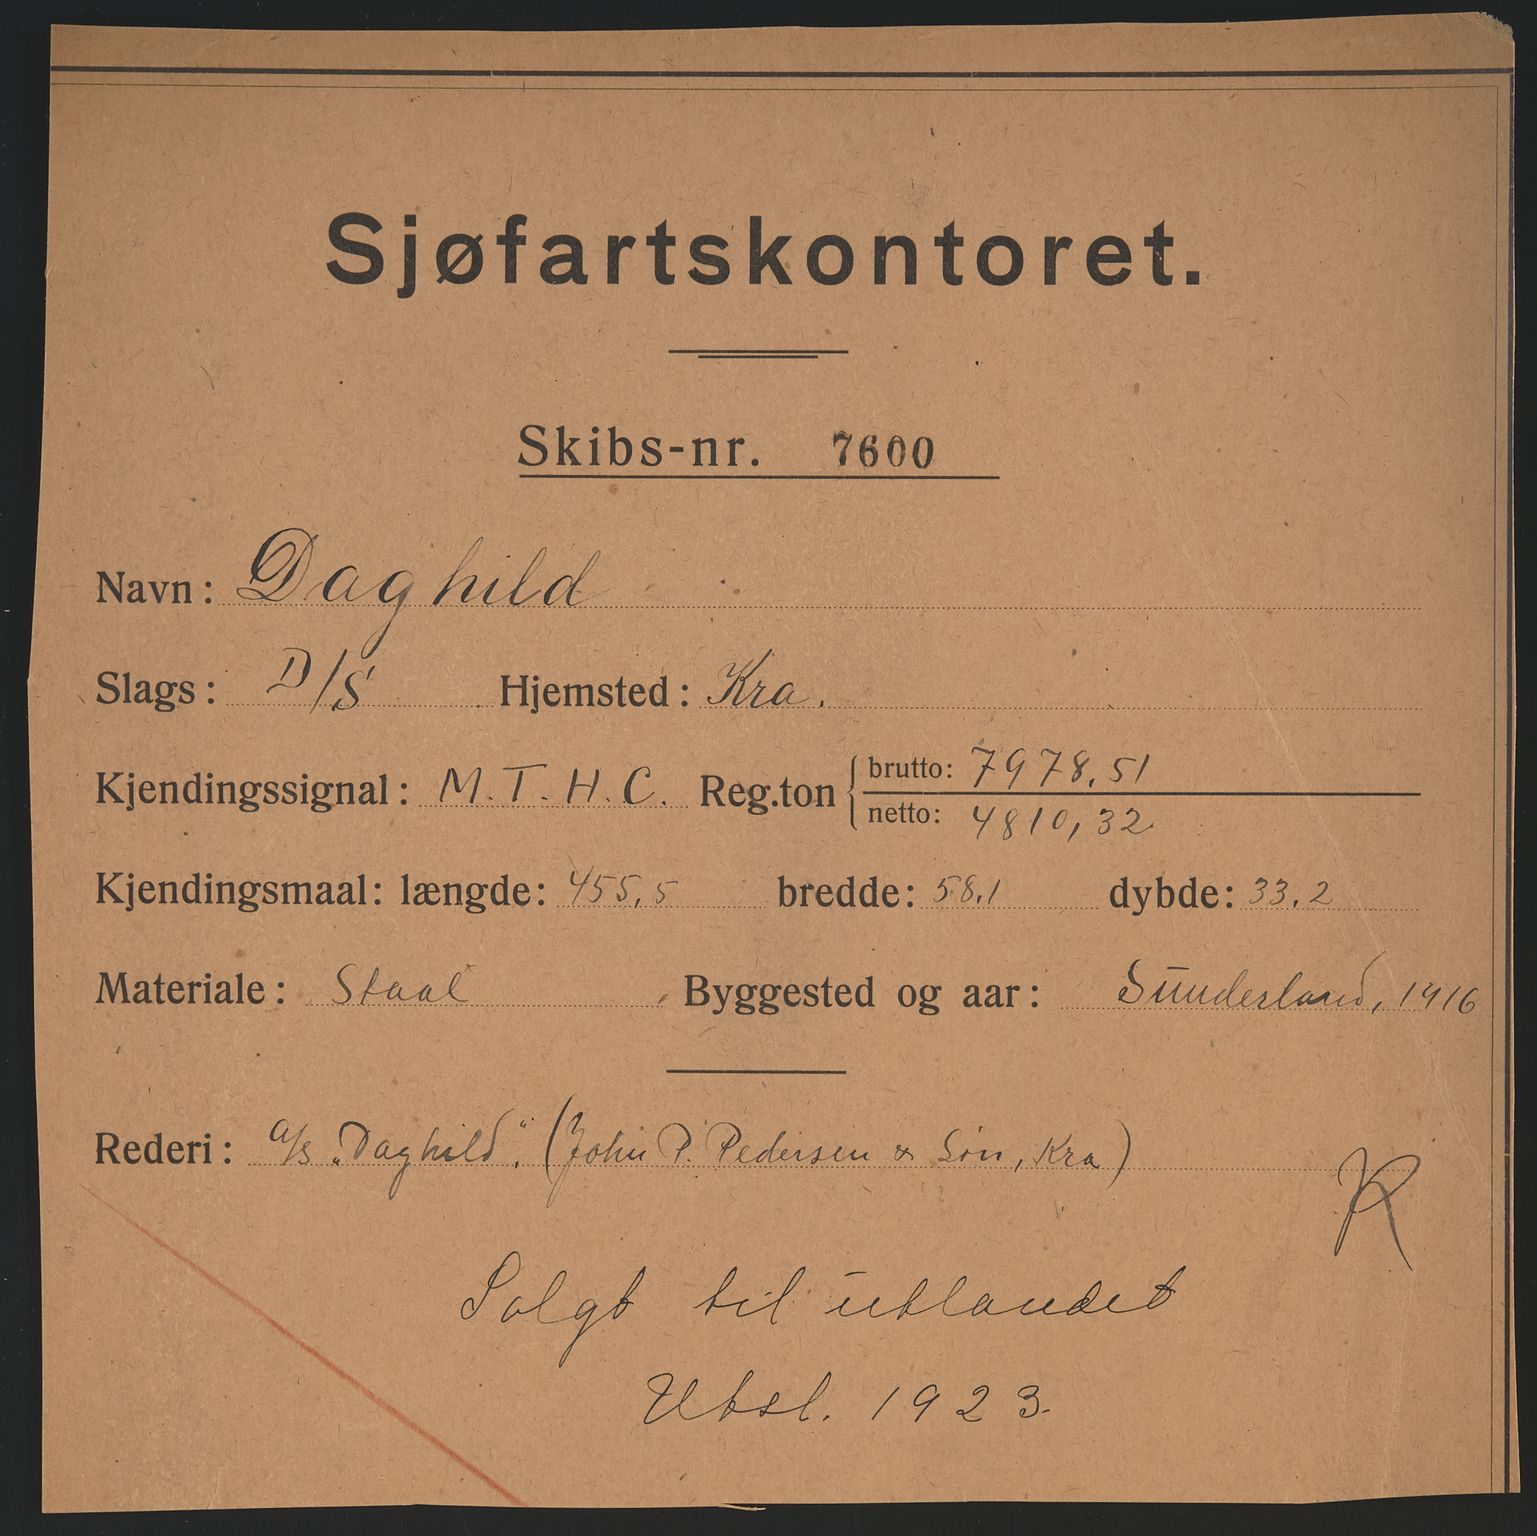 Sjøfartskontoret.
Skibs-nr. 7600
Navn: Daghild
Slags: D/S Hjemsted: Kra.
Kjendingssignal: M.T.H.C. Reg.ton brutto: 7978,51
netto: 4810,32
Kjendingsmaal: længde: 455,5 bredde: 58,1 dybde: 33,2
Materiale: Staal Byggested og aar: Sunderland, 1916
Rederi: a/s „Daghild“. (John P. Pedersen & Søn, Kra)
R
Solgt til utlandet
Utsl. 1923.